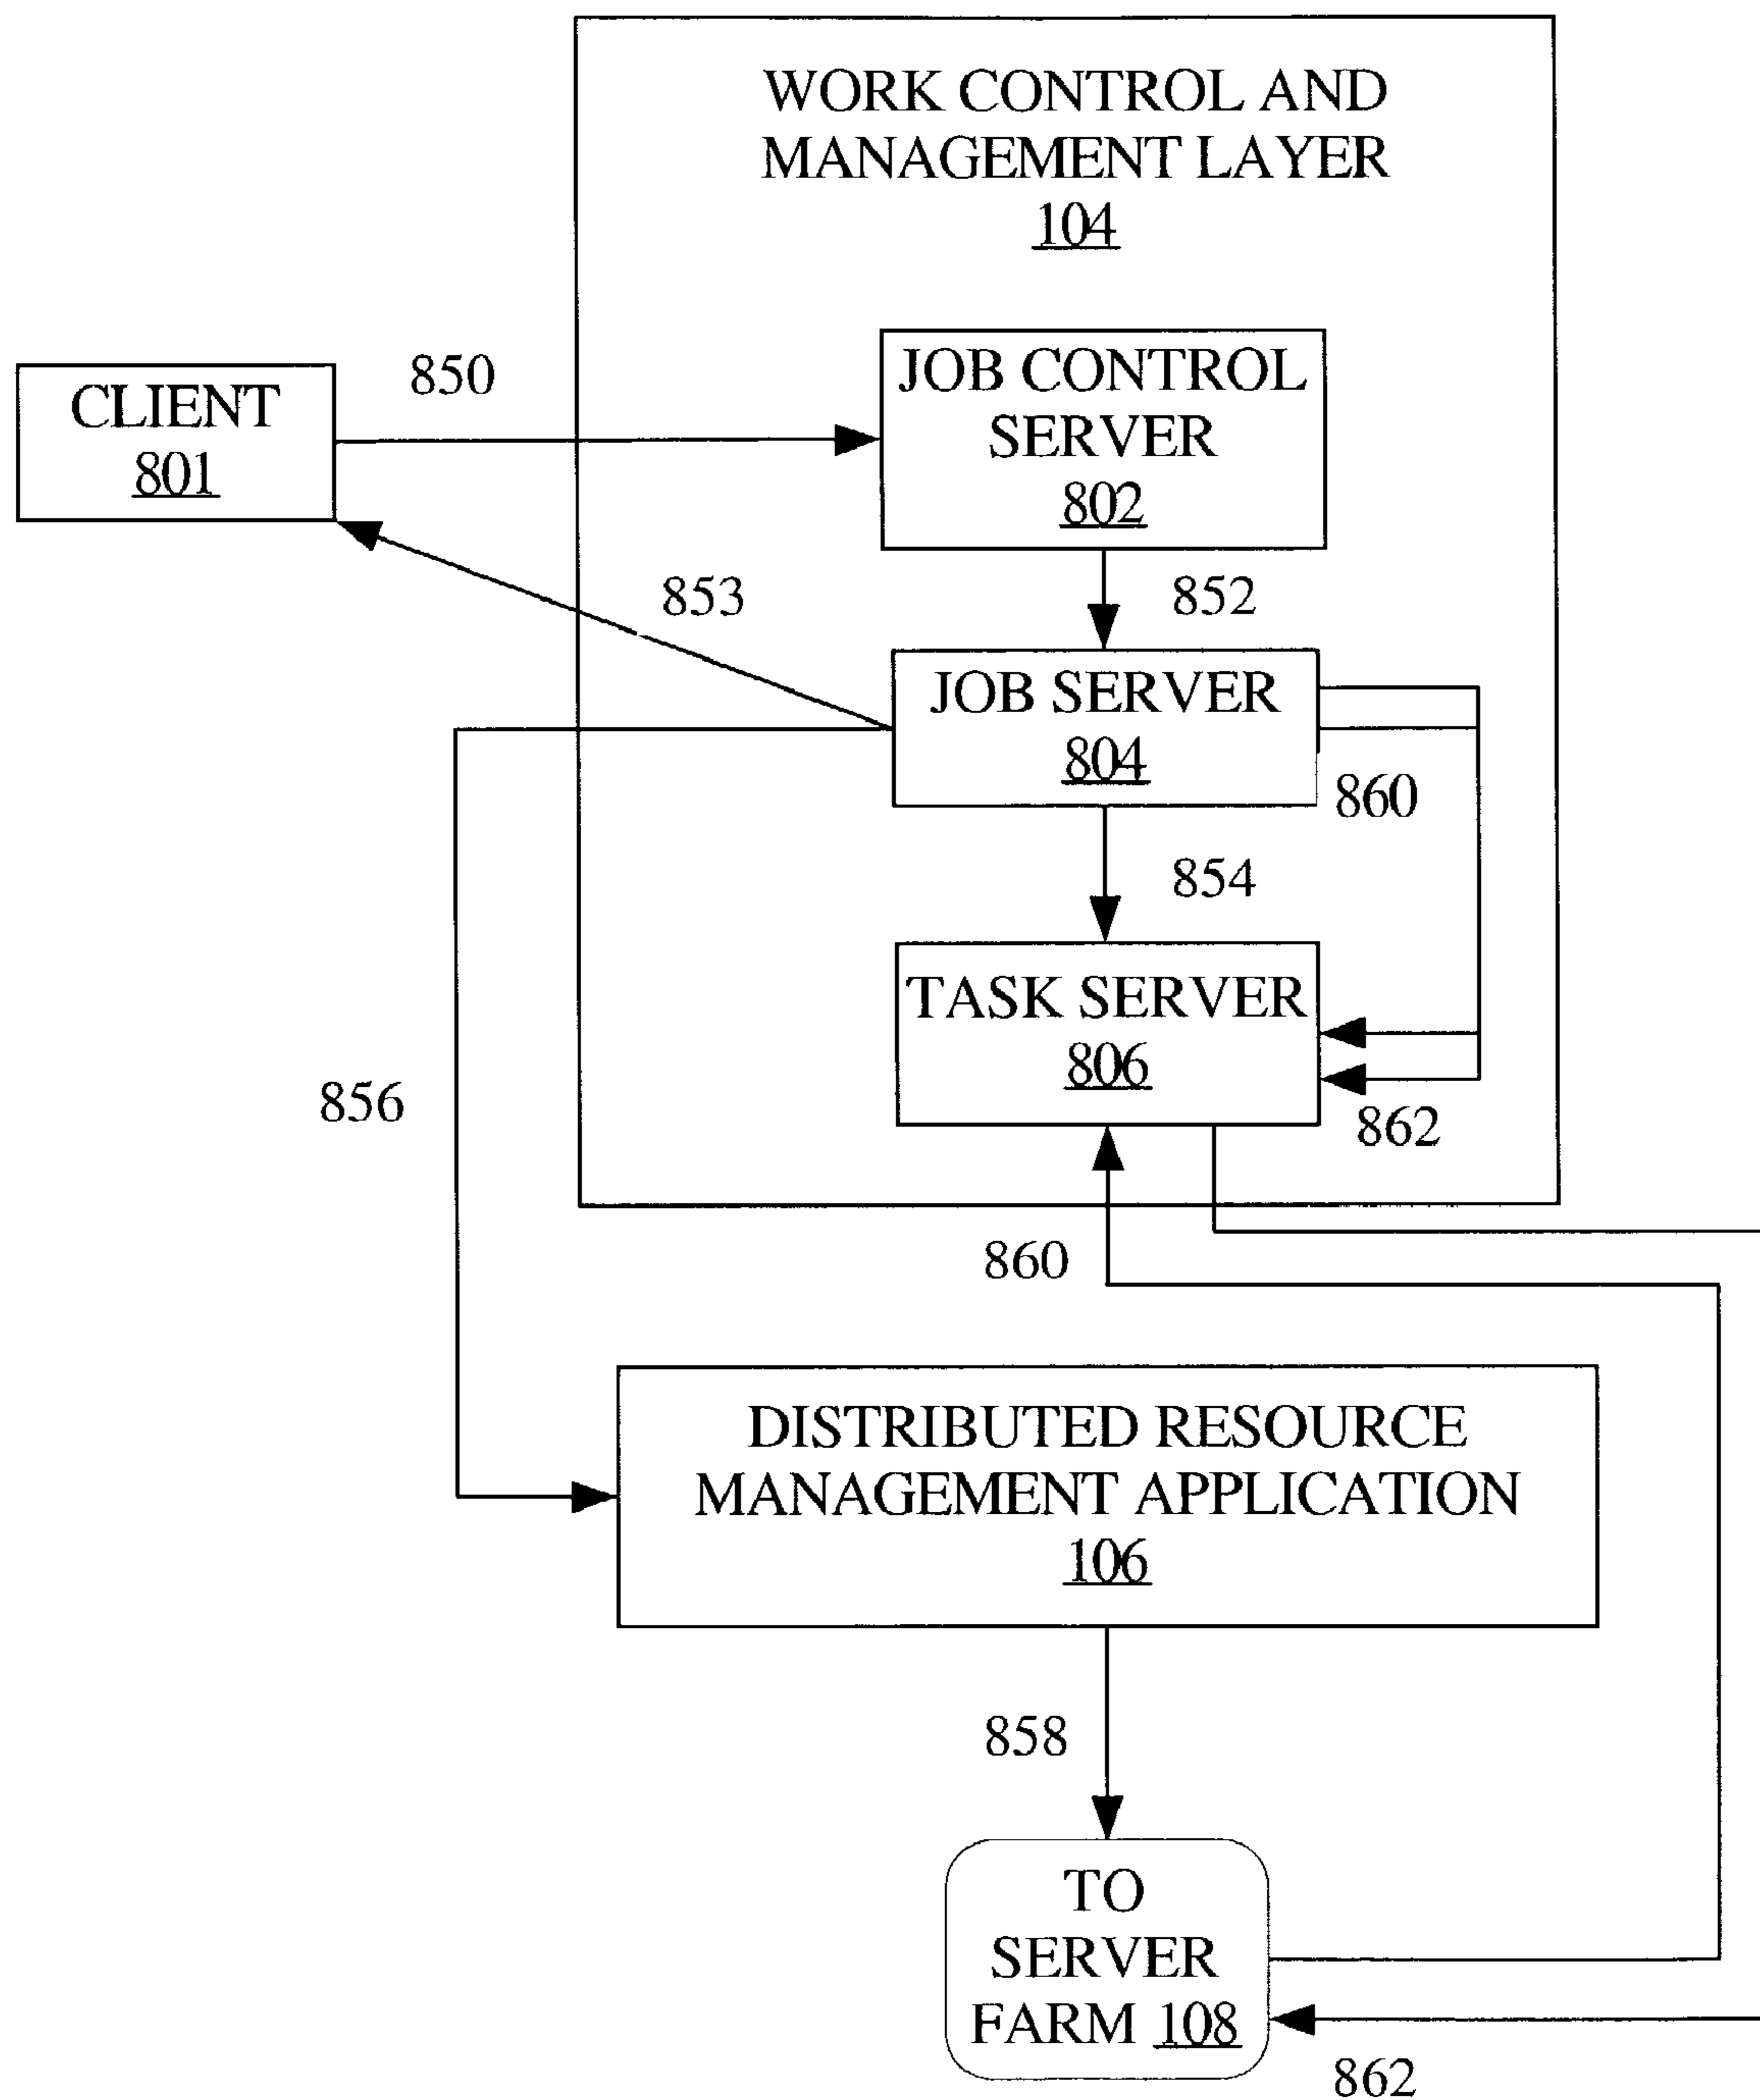 WORK CONTROL AND
MANAGEMENT LAYER
104
850
JOB CONTROL
SERVER
802
CLIENT
801
853
852
JOB SERVER
804
860
854
TASK SERVER
806
856
862
860
DISTRIBUTED RESOURCE
MANAGEMENT APPLICATION
106
858
TO
SERVER
FARM 108
862